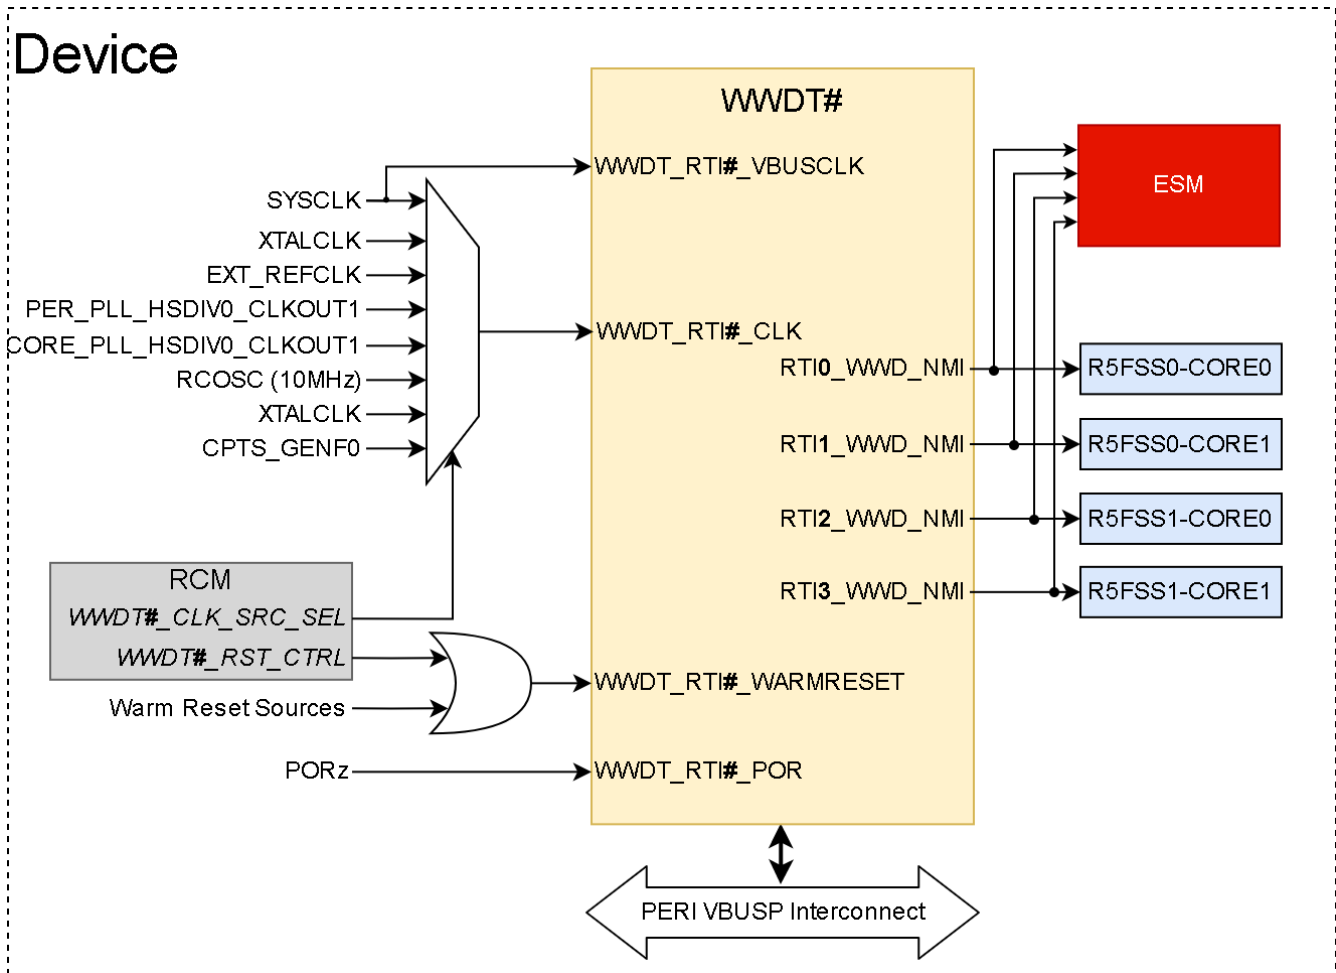 Device
WWDT#
WWDT_RTI#_VBUSCLK
ESM
SYSCLK
XTALCLK
EXT_REFCLK
PER_PLL_HSDIV0_CLKOUT1
CORE_PLL_HSDIV0_CLKOUT1
RCOSC (10MHz)
XTALCLK
CPTS_GENF0
WWDT_RTI#_CLK
RTI0_WWD_NMI
R5FSS0-CORE0
RTI1_WWD_NMI
R5FSS0-CORE1
RTI2_WWD_NMI
R5FSS1-CORE0
RTI3_WWD_NMI
R5FSS1-CORE1
RCM
WWDT#_CLK_SRC_SEL
WWDT#_RST_CTRL
Warm Reset Sources
WWDT_RTI#_WARMRESET
PORz
WWDT_RTI#_POR
PERI VBUSP Interconnect